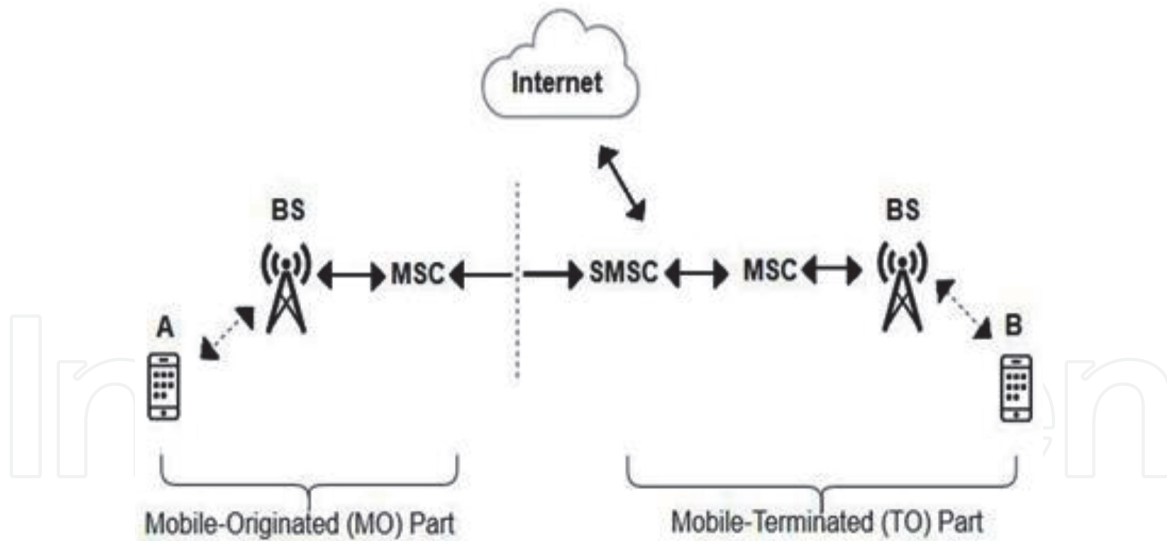 Internet
BS
BS
MSC
SMSC
MSC
A
B
Mobile-Originated (MO) Part
Mobile-Terminated (TO) Part